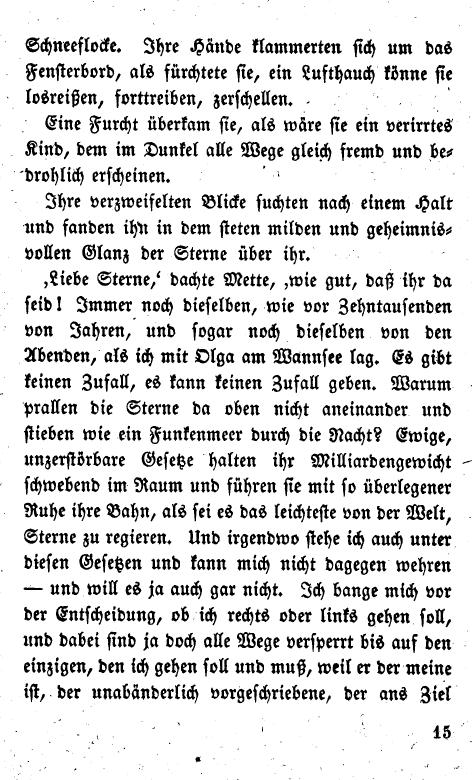 Schneeflocke. Ihre Hände klammerten sich um das
Fensterbord, als fürchtete sie, ein Lufthauch könne sie
losreißen, forttreiben, zerschellen.
Eine Furcht überkam sie, als wäre sie ein verirrtes
Kind, dem im Dunkel alle Wege gleich fremd und be-
drohlich erscheinen.
Ihre verzweifelten Blicke suchten nach einem Halt
und fanden ihn in dem steten milden und geheimnis-
vollen Glanz der Sterne über ihr.
‚Liebe Sterne,‘ dachte Mette, ‚wie gut, daß ihr da
seid! Immer noch dieselben, wie vor Zehntausenden
von Jahren, und sogar noch dieselben von den
Abenden, als ich mit Olga am Wannsee lag. Es gibt
keinen Zufall, es kann keinen Zufall geben. Warum
prallen die Sterne da oben nicht aneinander und
stieben wie ein Funkenmeer durch die Nacht? Ewige,
unzerstörbare Gesetze halten ihr Milliardengewicht
schwebend im Raum und führen sie mit so überlegener
Ruhe ihre Bahn, als sei es das leichteste von der Welt,
Sterne zu regieren. Und irgendwo stehe ich auch unter
diesen Gesetzen und kann mich nicht dagegen wehren
— und will es ja auch gar nicht. Ich bange mich vor
der Entscheidung, ob ich rechts oder links gehen soll,
und dabei sind ja doch alle Wege versperrt bis auf den
einzigen, den ich gehen soll und muß, weil er der meine
ist, der unabänderlich vorgeschriebene, der ans Ziel
15